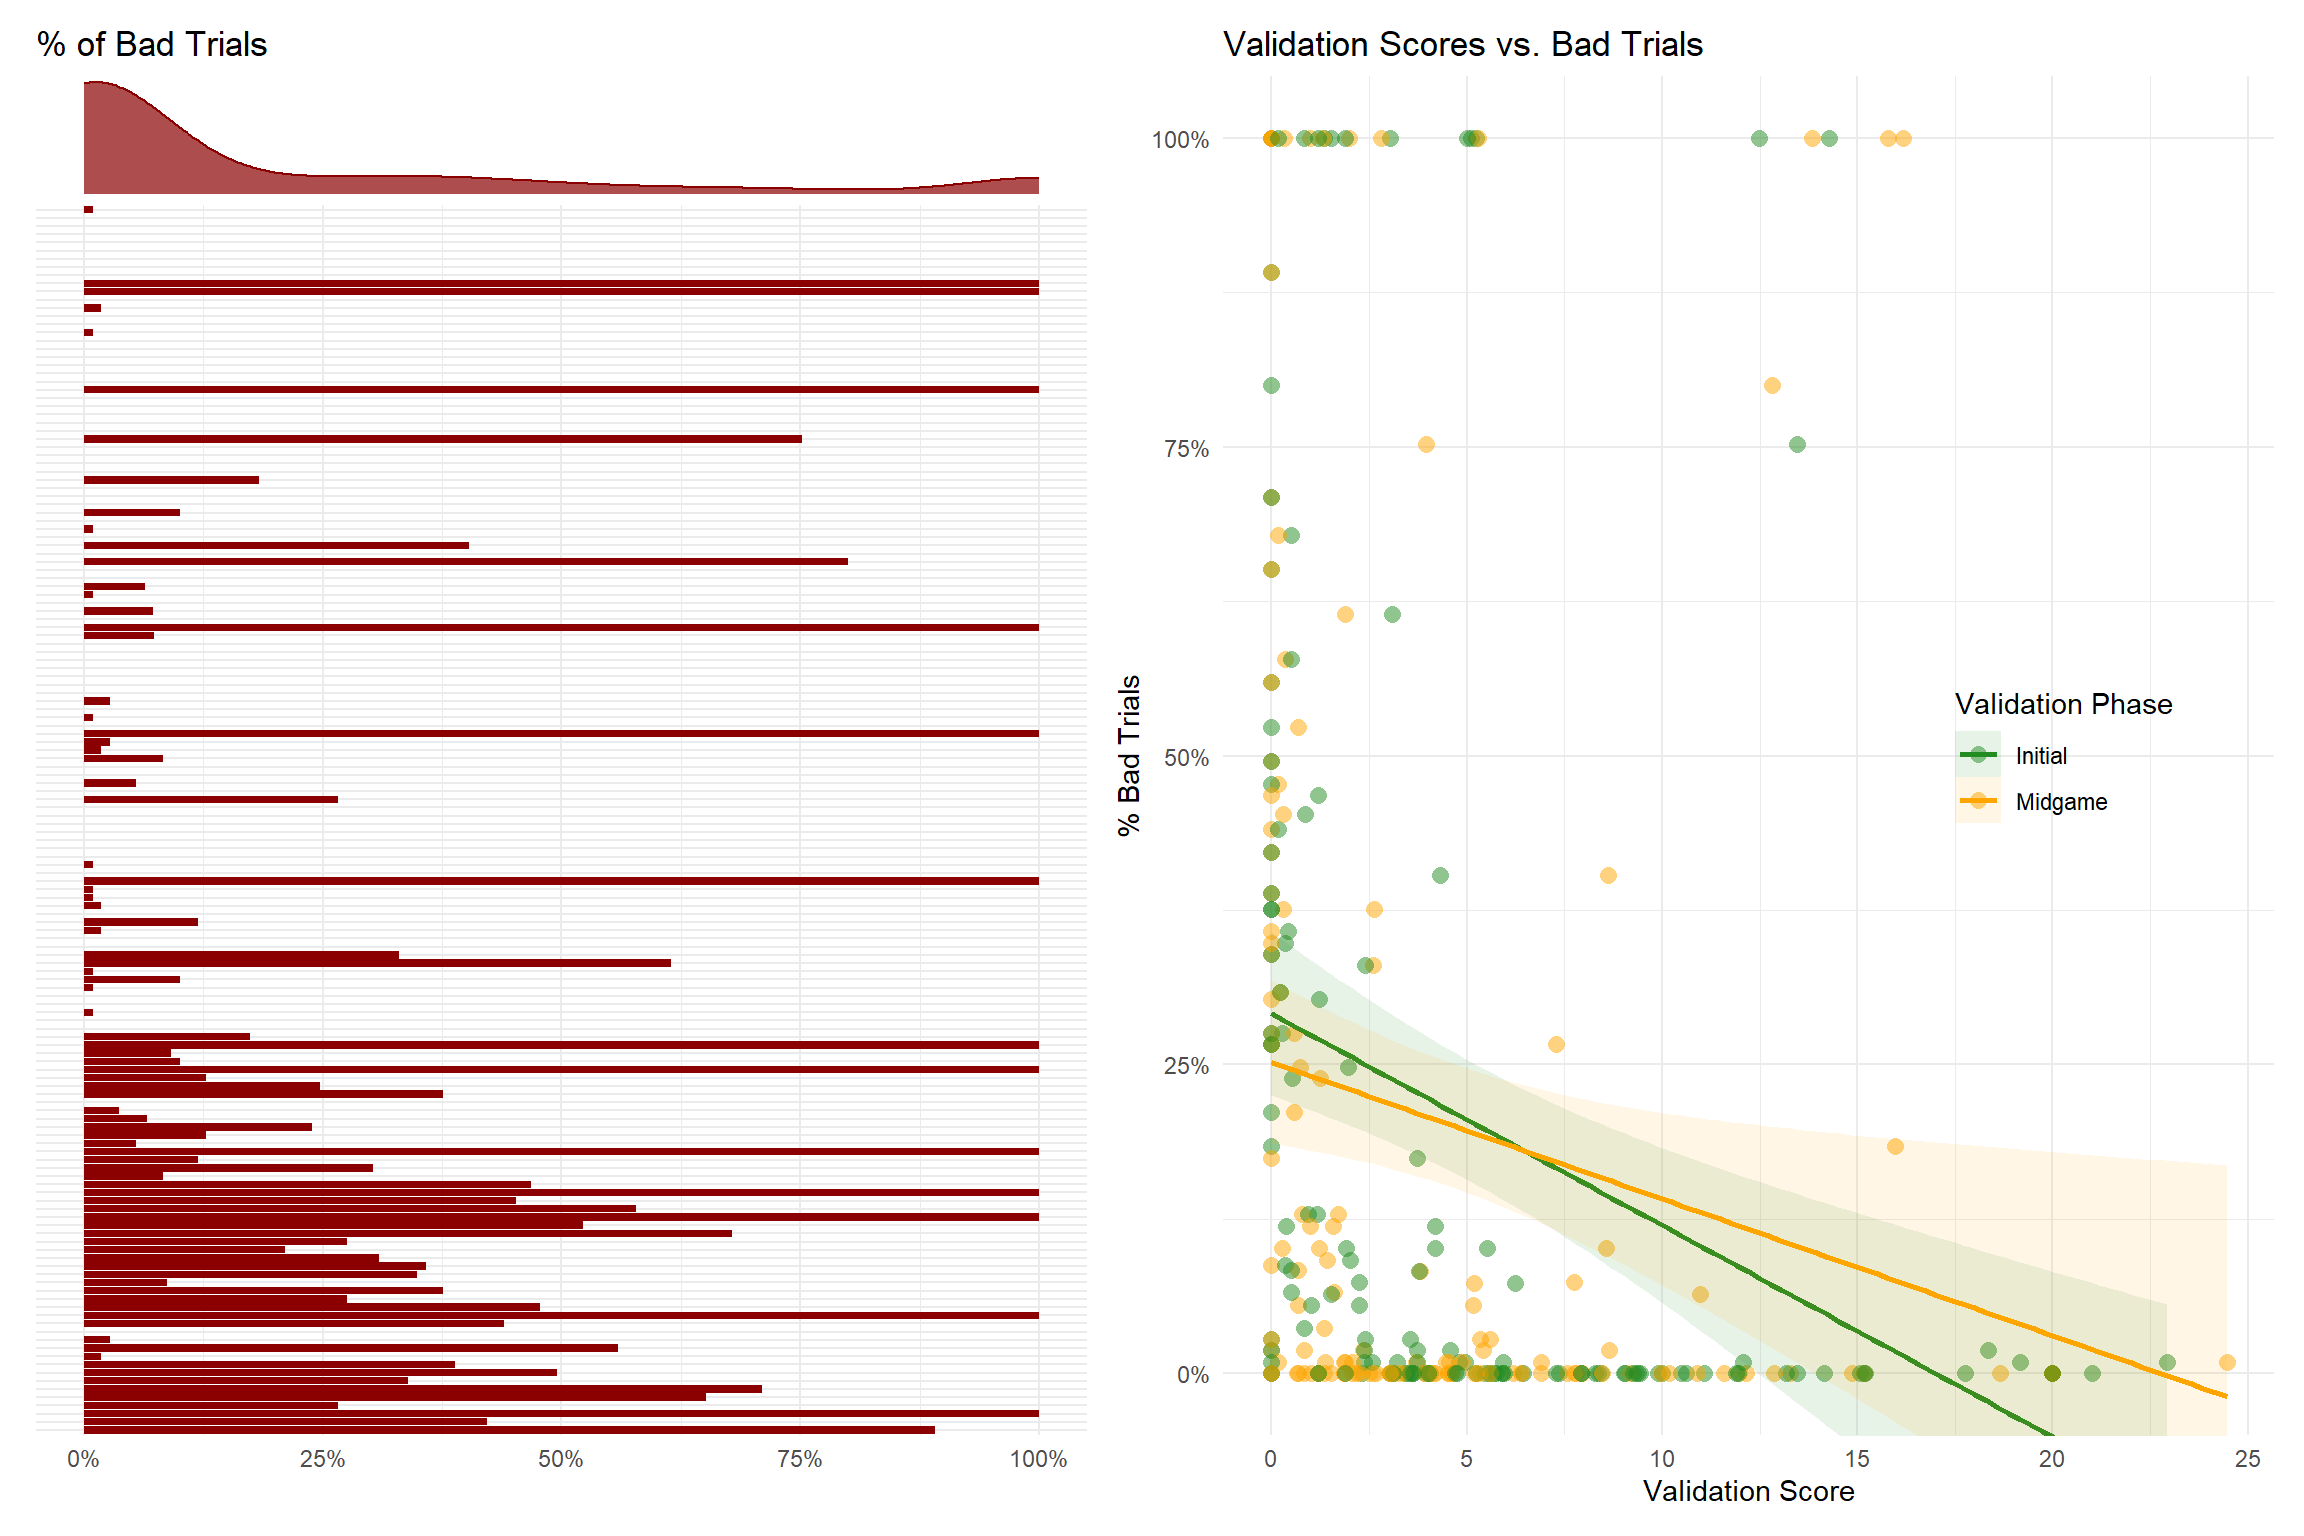 % of Bad Trials
0%
25%
50%
75%
100%
Validation Scores vs. Bad Trials
100%
75%
50%
25%
0%
% Bad Trials
Validation Phase
Initial
Midgame
0
5
10
15
20
25
Validation Score